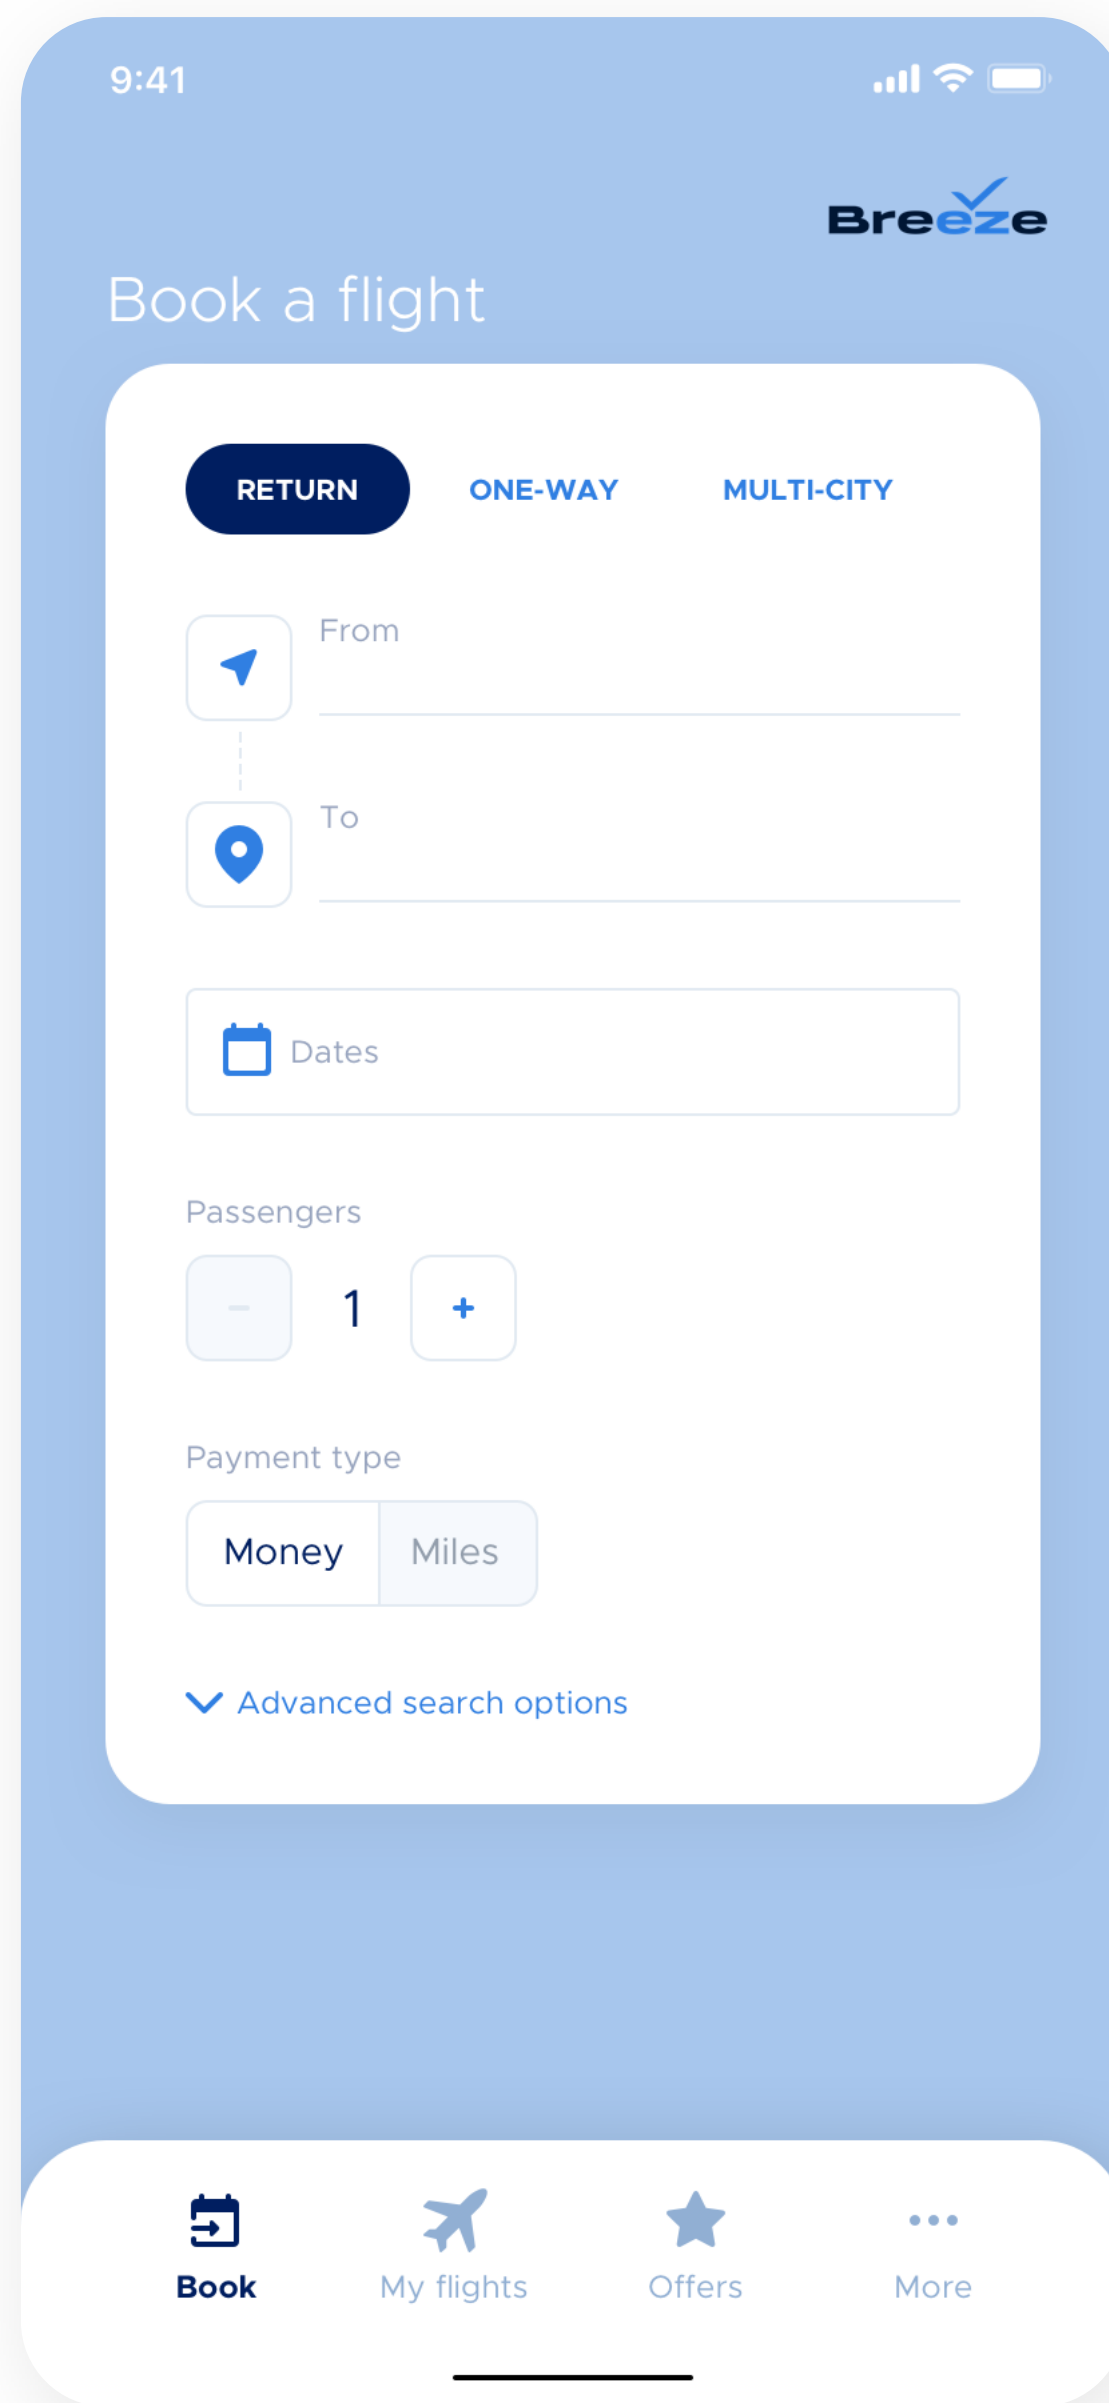 9:41
Breeze
Book a flight
RETURN ONE-WAY MULTI-CITY
From
To
Dates
Passengers
1
Payment type
Money Miles
Advanced search options
Book My flights Offers More